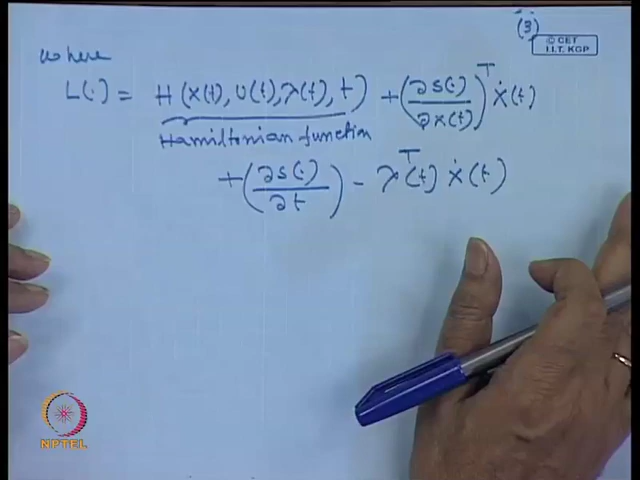 (3)
© CET
I.I.T. KGP
where
L(·) = H(x(t), u(t), λ(t), t) + (∂s(·)/∂x(t))^T ẋ(t)
Hamiltonian function
+ (∂s(·)/∂t) - λ^T(t) ẋ(t)
NPTEL